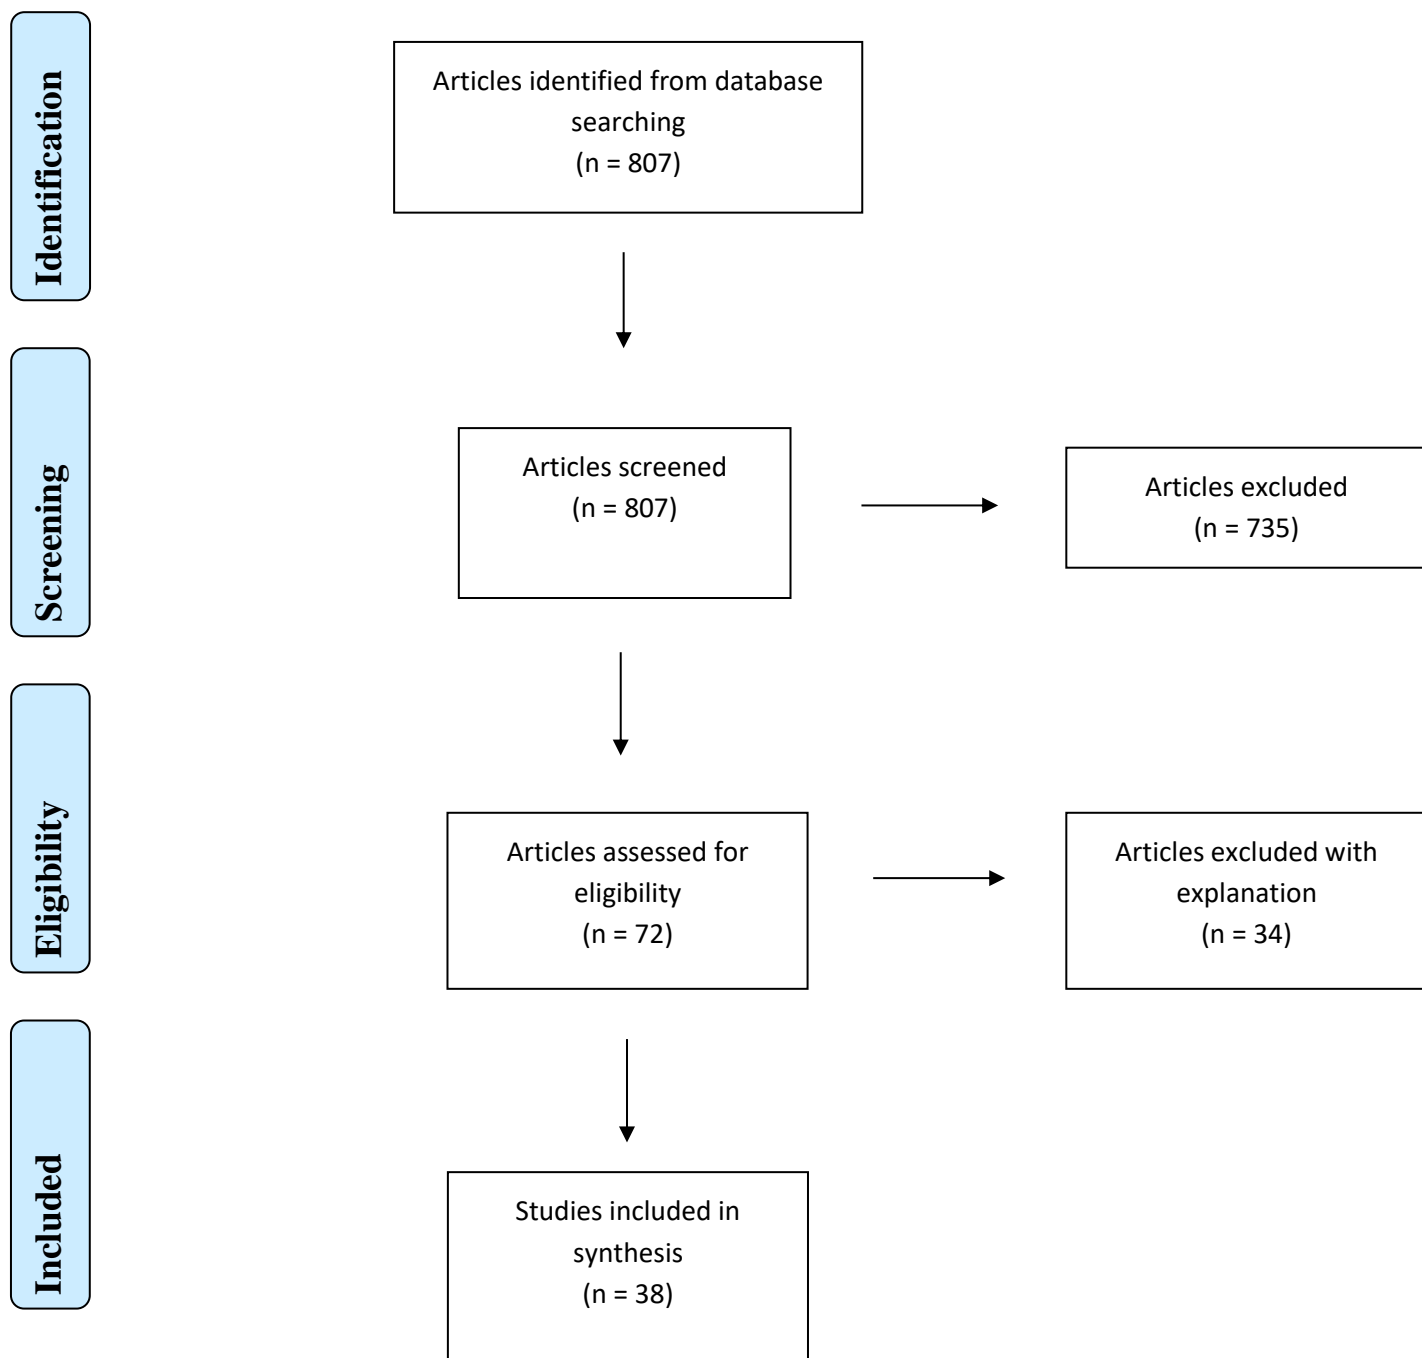 Identification
Articles identified from database
searching
(n = 807)
Screening
Articles screened
(n = 807)
Articles excluded
(n = 735)
Eligibility
Articles assessed for
eligibility
(n = 72)
Articles excluded with
explanation
(n = 34)
Included
Studies included in
synthesis
(n = 38)